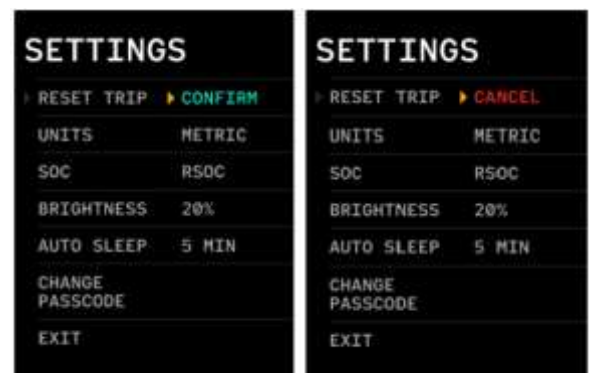 SETTINGS
RESET TRIP CONFIRM
UNITS METRIC
SOC RSOC
BRIGHTNESS 20%
AUTO SLEEP 5 MIN
CHANGE
PASSCODE
EXIT
SETTINGS
RESET TRIP CANCEL
UNITS METRIC
SOC RSOC
BRIGHTNESS 20%
AUTO SLEEP 5 MIN
CHANGE
PASSCODE
EXIT